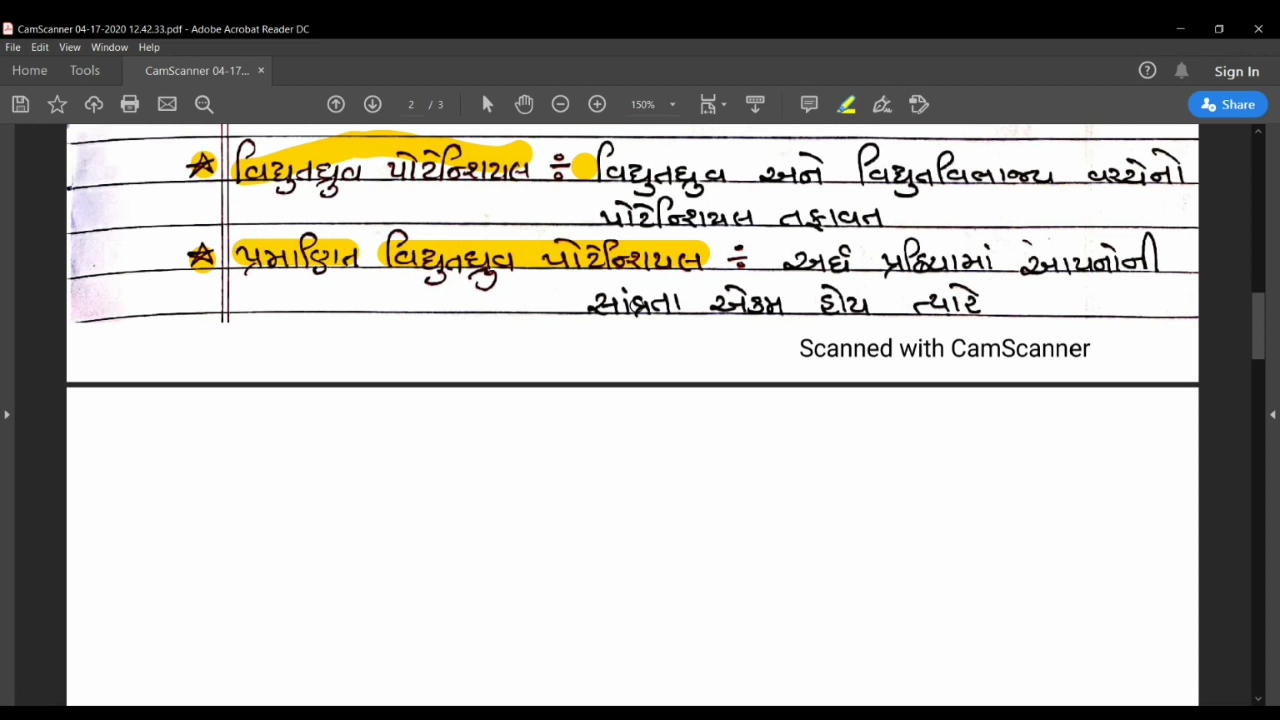 CamScanner 04-17-2020 12.42.33.pdf - Adobe Acrobat Reader DC
File Edit View Window Help
Home Tools CamScanner 04-17... × Sign In
2 / 3 150% Share
★ વિદ્યુતધ્રુવ પોટેન્શિયલ ÷ વિદ્યુતધ્રુવ અને વિદ્યુતવિભાજ્ય વચ્ચેનો
પોટેન્શિયલ તફાવત
★ પ્રમાણિત વિદ્યુતધ્રુવ પોટેન્શિયલ ÷ અર્ધ પ્રક્રિયામાં આયનોની
સાંદ્રતા એકમ હોય ત્યારે
Scanned with CamScanner